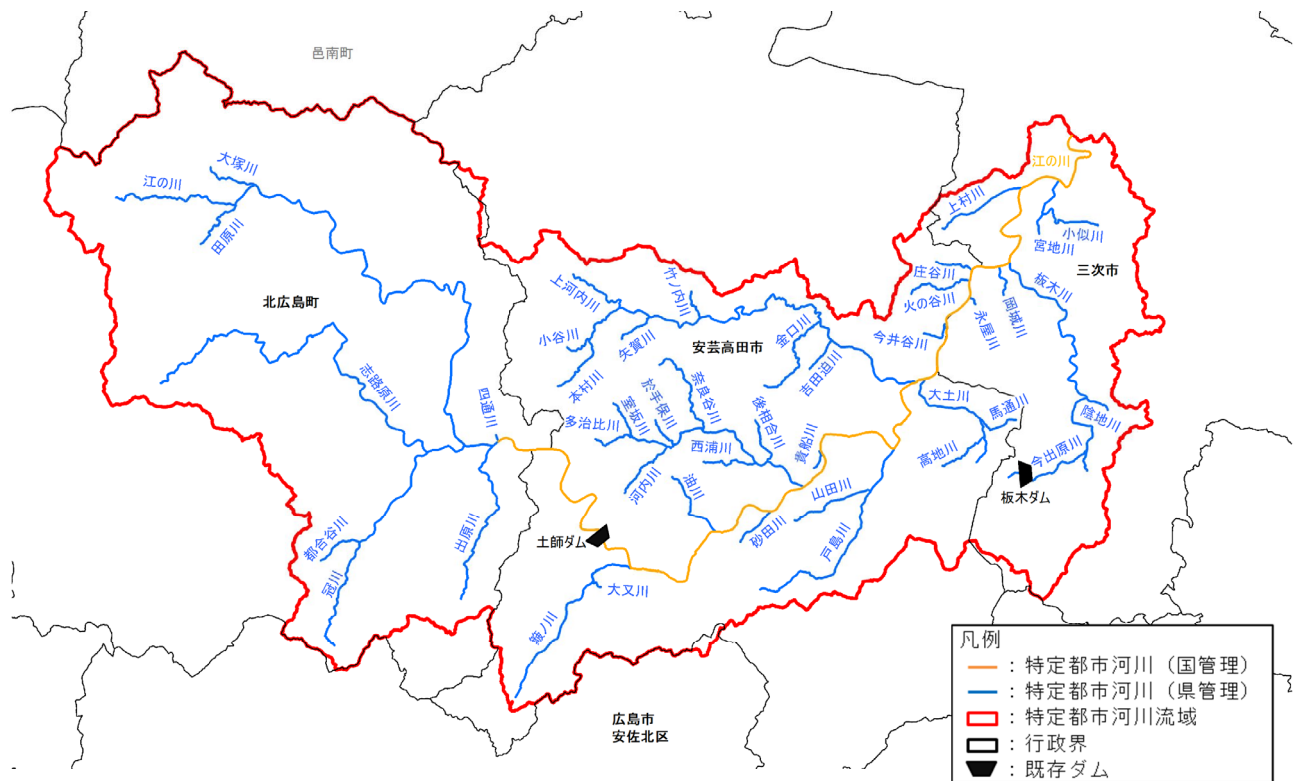 邑南町
大塚川
江の川
田原川
北広島町
志路原川
四通川
都合谷川
冠川
出原川
上河内川
竹ノ内川
小谷川
矢賀川
本村川
安芸高田市
金口川
吉田迫川
奈良谷川
於手保川
室坂川
多治比川
後相合川
西浦川
貴船川
河内川
油川
山田川
砂田川
戸島川
土師ダム
大又川
簸ノ川
広島市
安佐北区
江の川
上村川
小似川
宮地川
三次市
庄谷川
板木川
火の谷川
岡城川
永屋川
今井谷川
大土川
馬通川
陰地川
高地川
今出原川
板木ダム
凡例
：特定都市河川（国管理）
：特定都市河川（県管理）
：特定都市河川流域
：行政界
：既存ダム